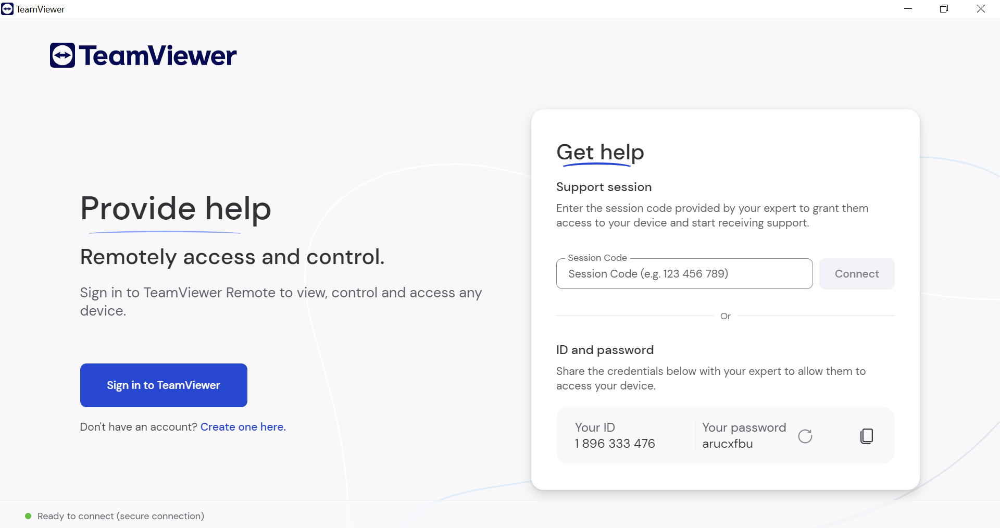 TeamViewer
TeamViewer
Provide help
Remotely access and control.
Sign in to TeamViewer Remote to view, control and access any
device.
Sign in to TeamViewer
Don't have an account? Create one here.
Get help
Support session
Enter the session code provided by your expert to grant them
access to your device and start receiving support.
Session Code
Session Code (e.g. 123 456 789)
Connect
Or
ID and password
Share the credentials below with your expert to allow them to
access your device.
Your ID
1 896 333 476
Your password
arucxfbu
Ready to connect (secure connection)